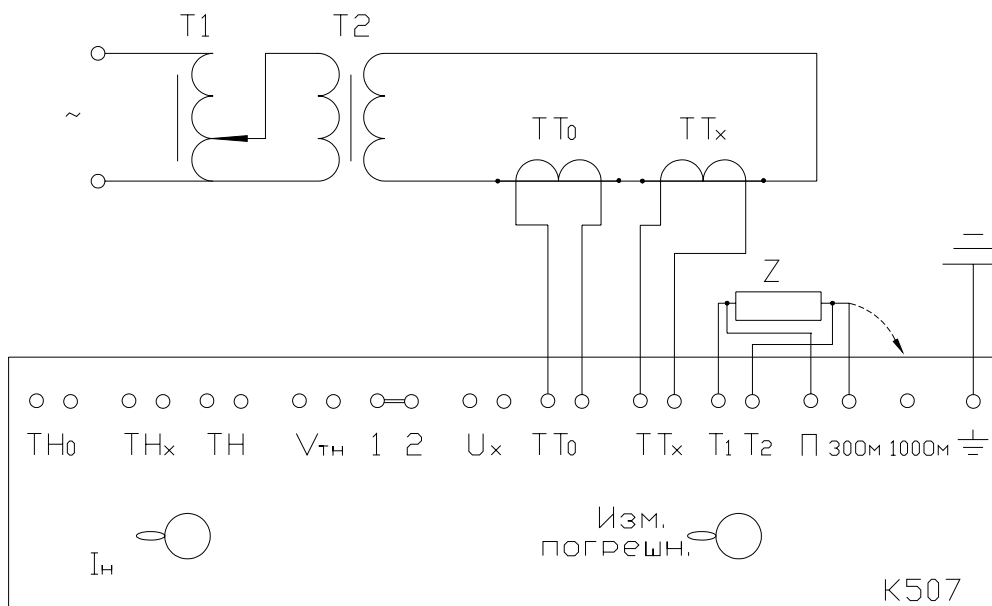 T1 T2
~
TT₀ TTₓ
Z
TH₀ THₓ TH Vтн 1 2 Uₓ TT₀ TTₓ T1 T2 П 30Ом 100Ом
Изм.
погрешн.
Iн
К507